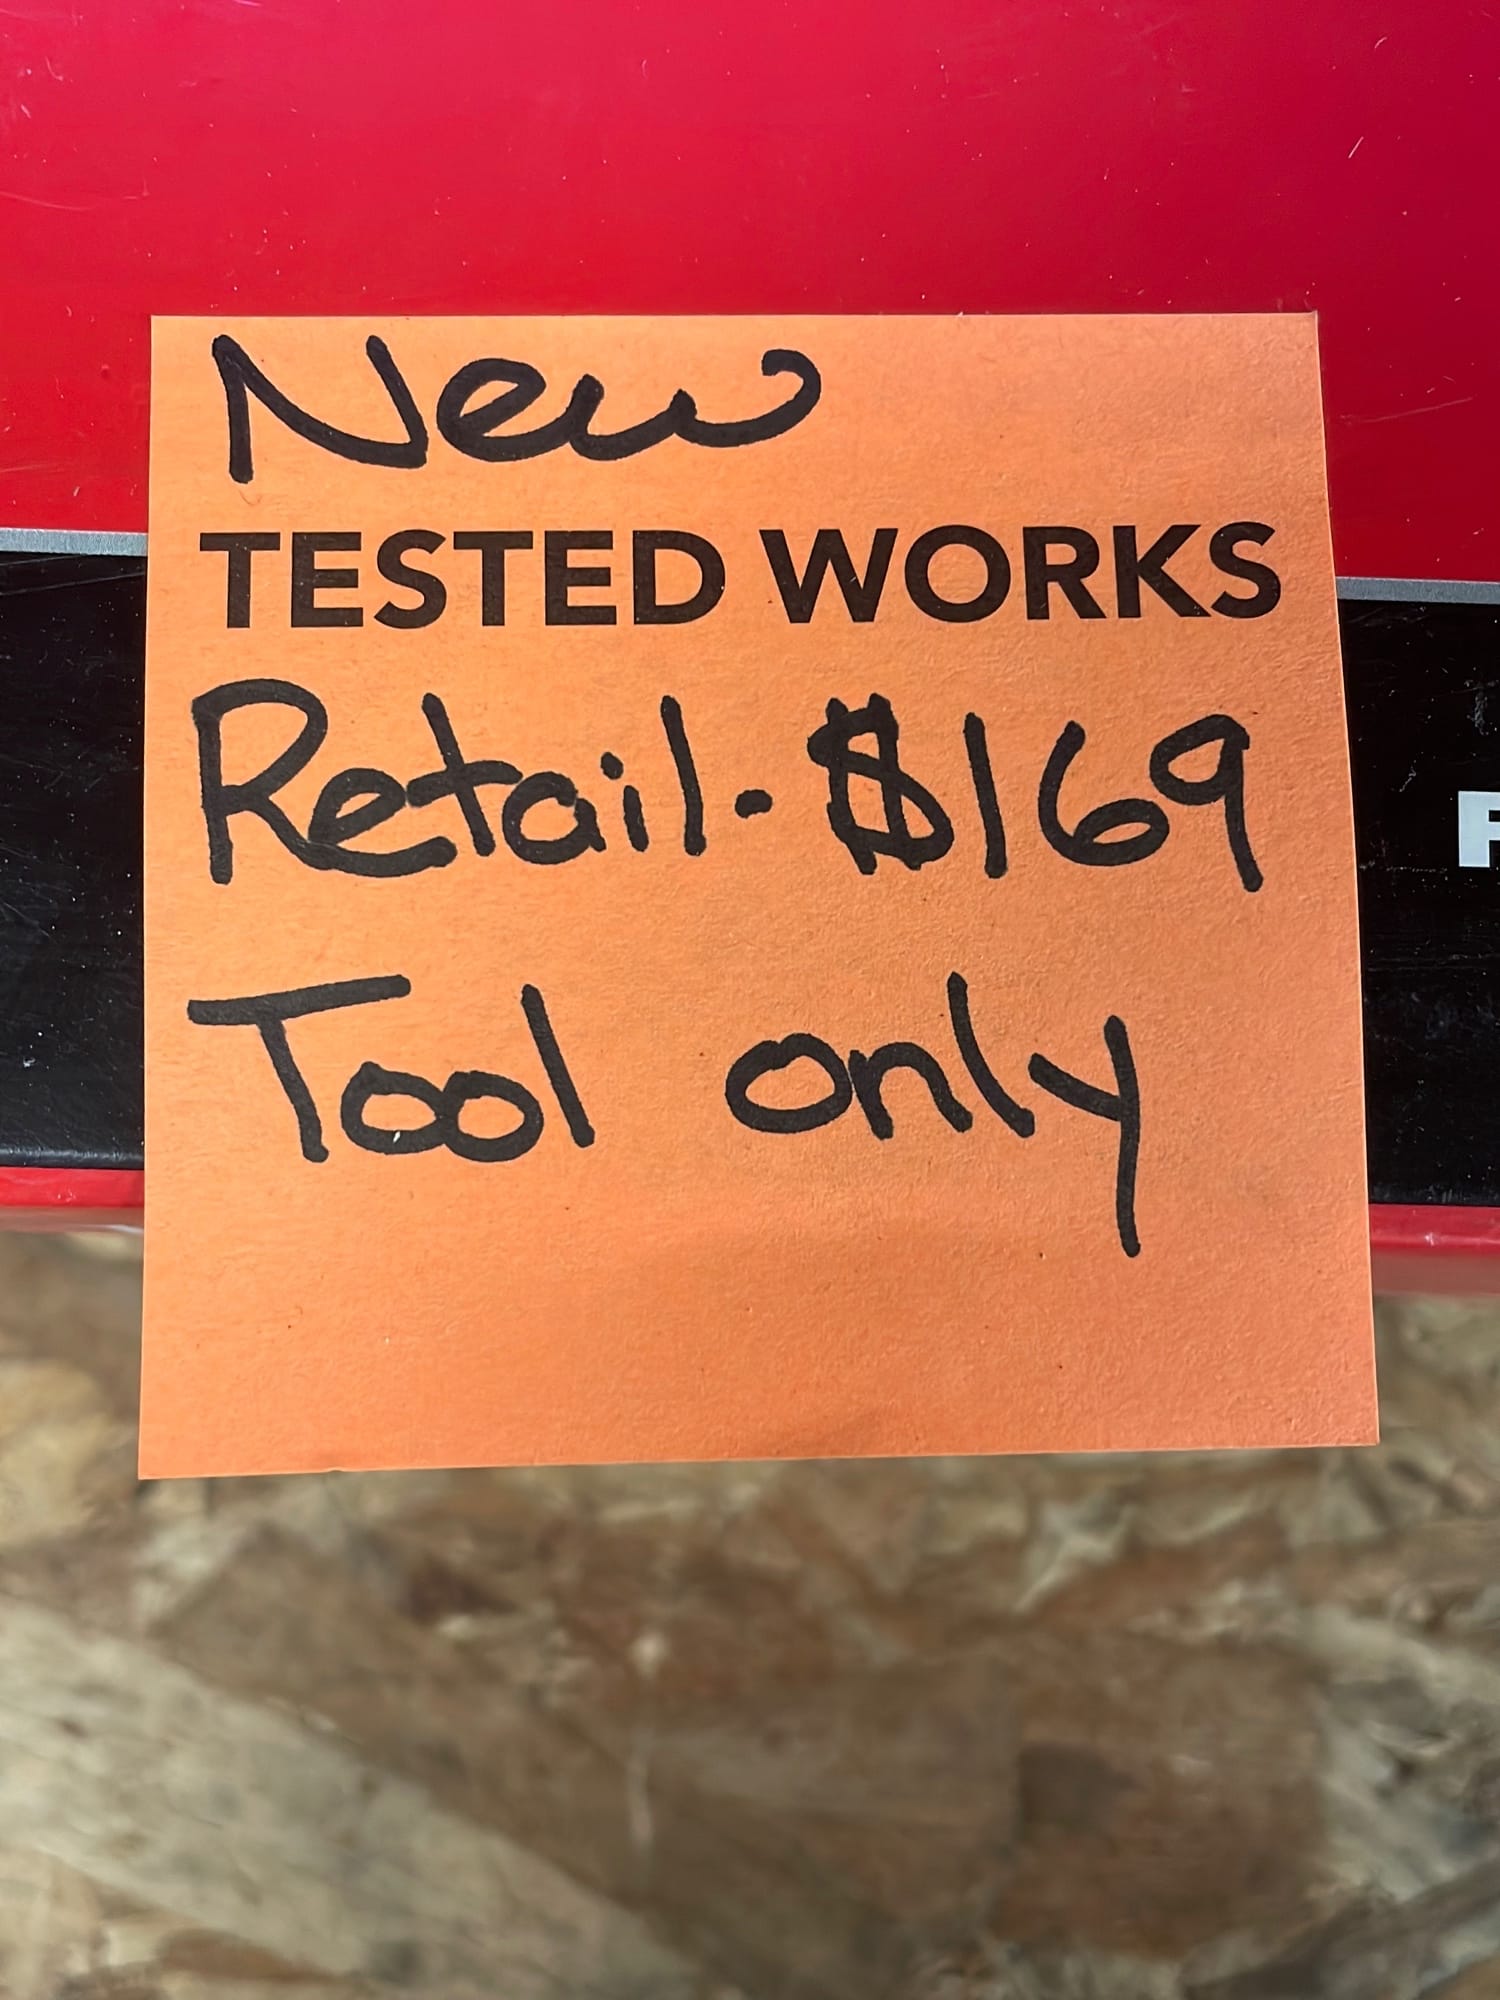 New
TESTED WORKS
Retail. $169
Tool only